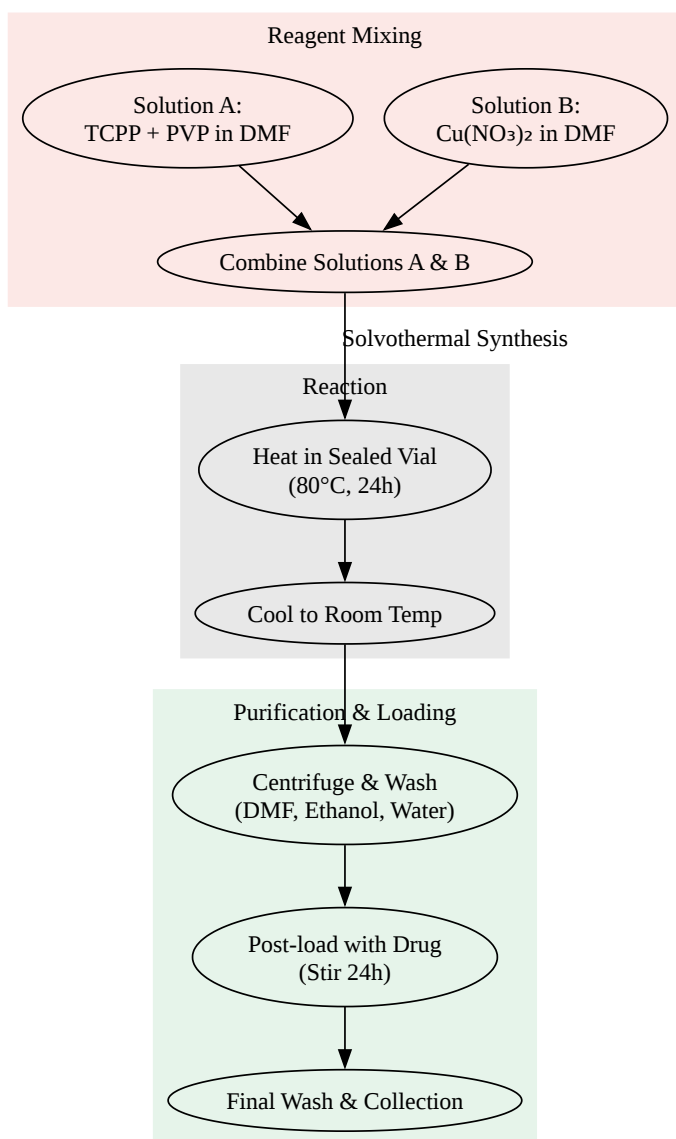 Reagent Mixing
Solution A:
TCPP + PVP in DMF
Solution B:
Cu(NO₃)₂ in DMF
Combine Solutions A & B
Solvothermal Synthesis
Reaction
Heat in Sealed Vial
(80°C, 24h)
Cool to Room Temp
Purification & Loading
Centrifuge & Wash
(DMF, Ethanol, Water)
Post-load with Drug
(Stir 24h)
Final Wash & Collection